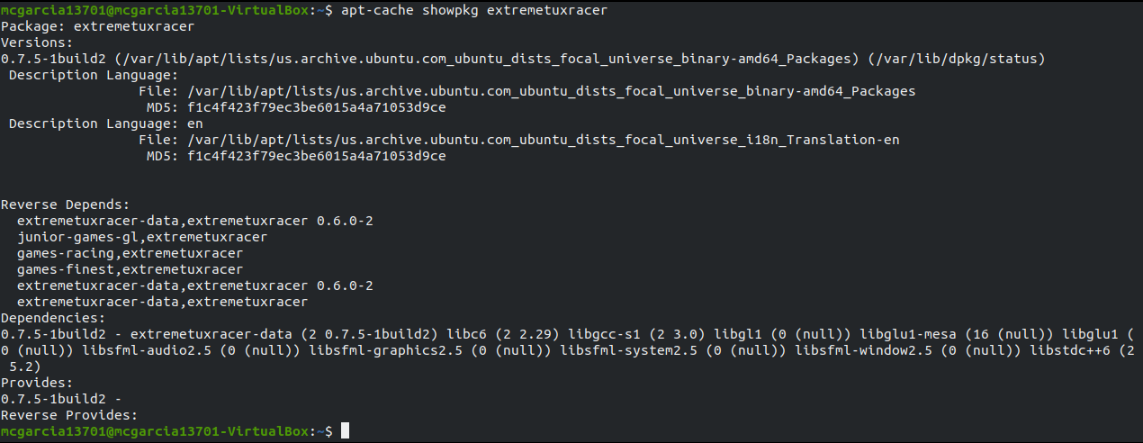 mcgarcia13701@mcgarcia13701-VirtualBox:~$ apt-cache showpkg extremetuxracer
Package: extremetuxracer
Versions:
0.7.5-1build2 (/var/lib/apt/lists/us.archive.ubuntu.com_ubuntu_dists_focal_universe_binary-amd64_Packages) (/var/lib/dpkg/status)
Description Language:
File: /var/lib/apt/lists/us.archive.ubuntu.com_ubuntu_dists_focal_universe_binary-amd64_Packages
MD5: f1c4f423f79ec3be6015a4a71053d9ce
Description Language: en
File: /var/lib/apt/lists/us.archive.ubuntu.com_ubuntu_dists_focal_universe_i18n_Translation-en
MD5: f1c4f423f79ec3be6015a4a71053d9ce
Reverse Depends:
extremetuxracer-data,extremetuxracer 0.6.0-2
junior-games-gl,extremetuxracer
games-racing,extremetuxracer
games-finest,extremetuxracer
extremetuxracer-data,extremetuxracer 0.6.0-2
extremetuxracer-data,extremetuxracer
Dependencies:
0.7.5-1build2 - extremetuxracer-data (2 0.7.5-1build2) libc6 (2 2.29) libgcc-s1 (2 3.0) libgl1 (0 (null)) libglu1-mesa (16 (null)) libglu1 (
0 (null)) libsfml-audio2.5 (0 (null)) libsfml-graphics2.5 (0 (null)) libsfml-system2.5 (0 (null)) libsfml-window2.5 (0 (null)) libstdc++6 (2
5.2)
Provides:
0.7.5-1build2 -
Reverse Provides:
mcgarcia13701@mcgarcia13701-VirtualBox:~$